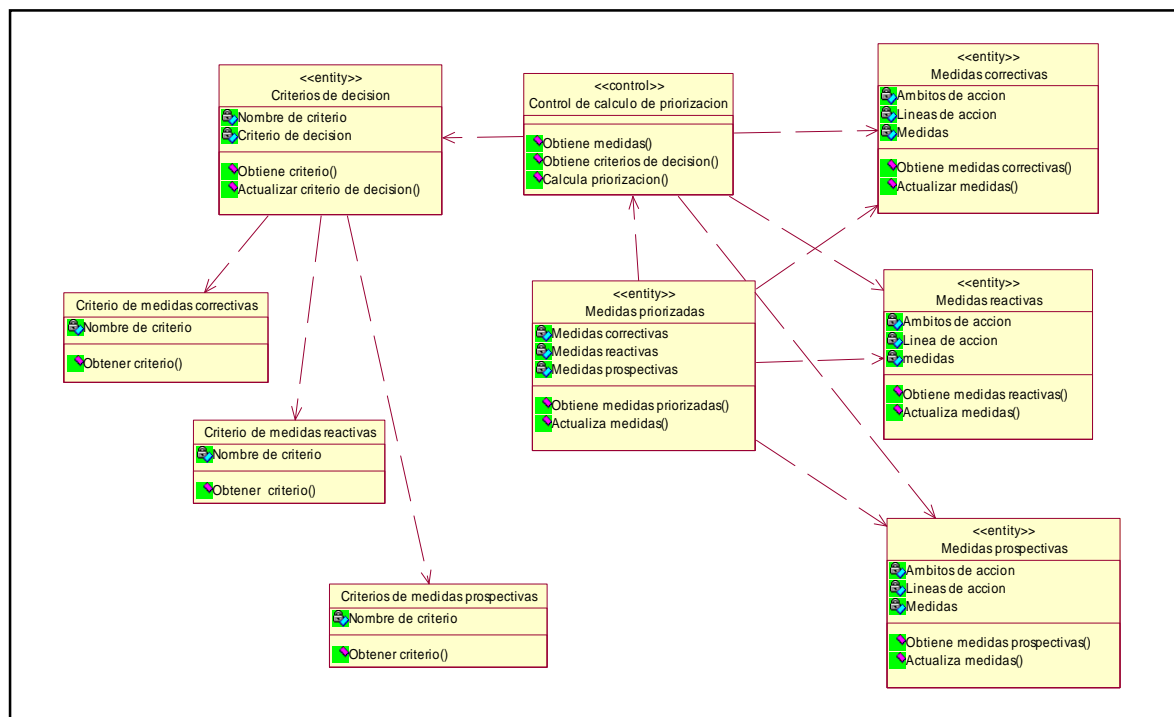 <<entity>>
Criterios de decision
Nombre de criterio
Criterio de decision
Obtiene criterio()
Actualizar criterio de decision()
<<control>>
Control de calculo de priorizacion
Obtiene medidas()
Obtiene criterios de decision()
Calcula priorizacion()
<<entity>>
Medidas correctivas
Ambitos de accion
Lineas de accion
Medidas
Obtiene medidas correctivas()
Actualizar medidas()
Criterio de medidas correctivas
Nombre de criterio
Obtener criterio()
<<entity>>
Medidas priorizadas
Medidas correctivas
Medidas reactivas
Medidas prospectivas
Obtiene medidas priorizadas()
Actualiza medidas()
<<entity>>
Medidas reactivas
Ambitos de accion
Linea de accion
medidas
Obtiene medidas reactivas()
Actualiza medidas()
Criterio de medidas reactivas
Nombre de criterio
Obtener criterio()
<<entity>>
Medidas prospectivas
Ambitos de accion
Lineas de accion
Medidas
Obtiene medidas prospectivas()
Actualiza medidas()
Criterios de medidas prospectivas
Nombre de criterio
Obtener criterio()